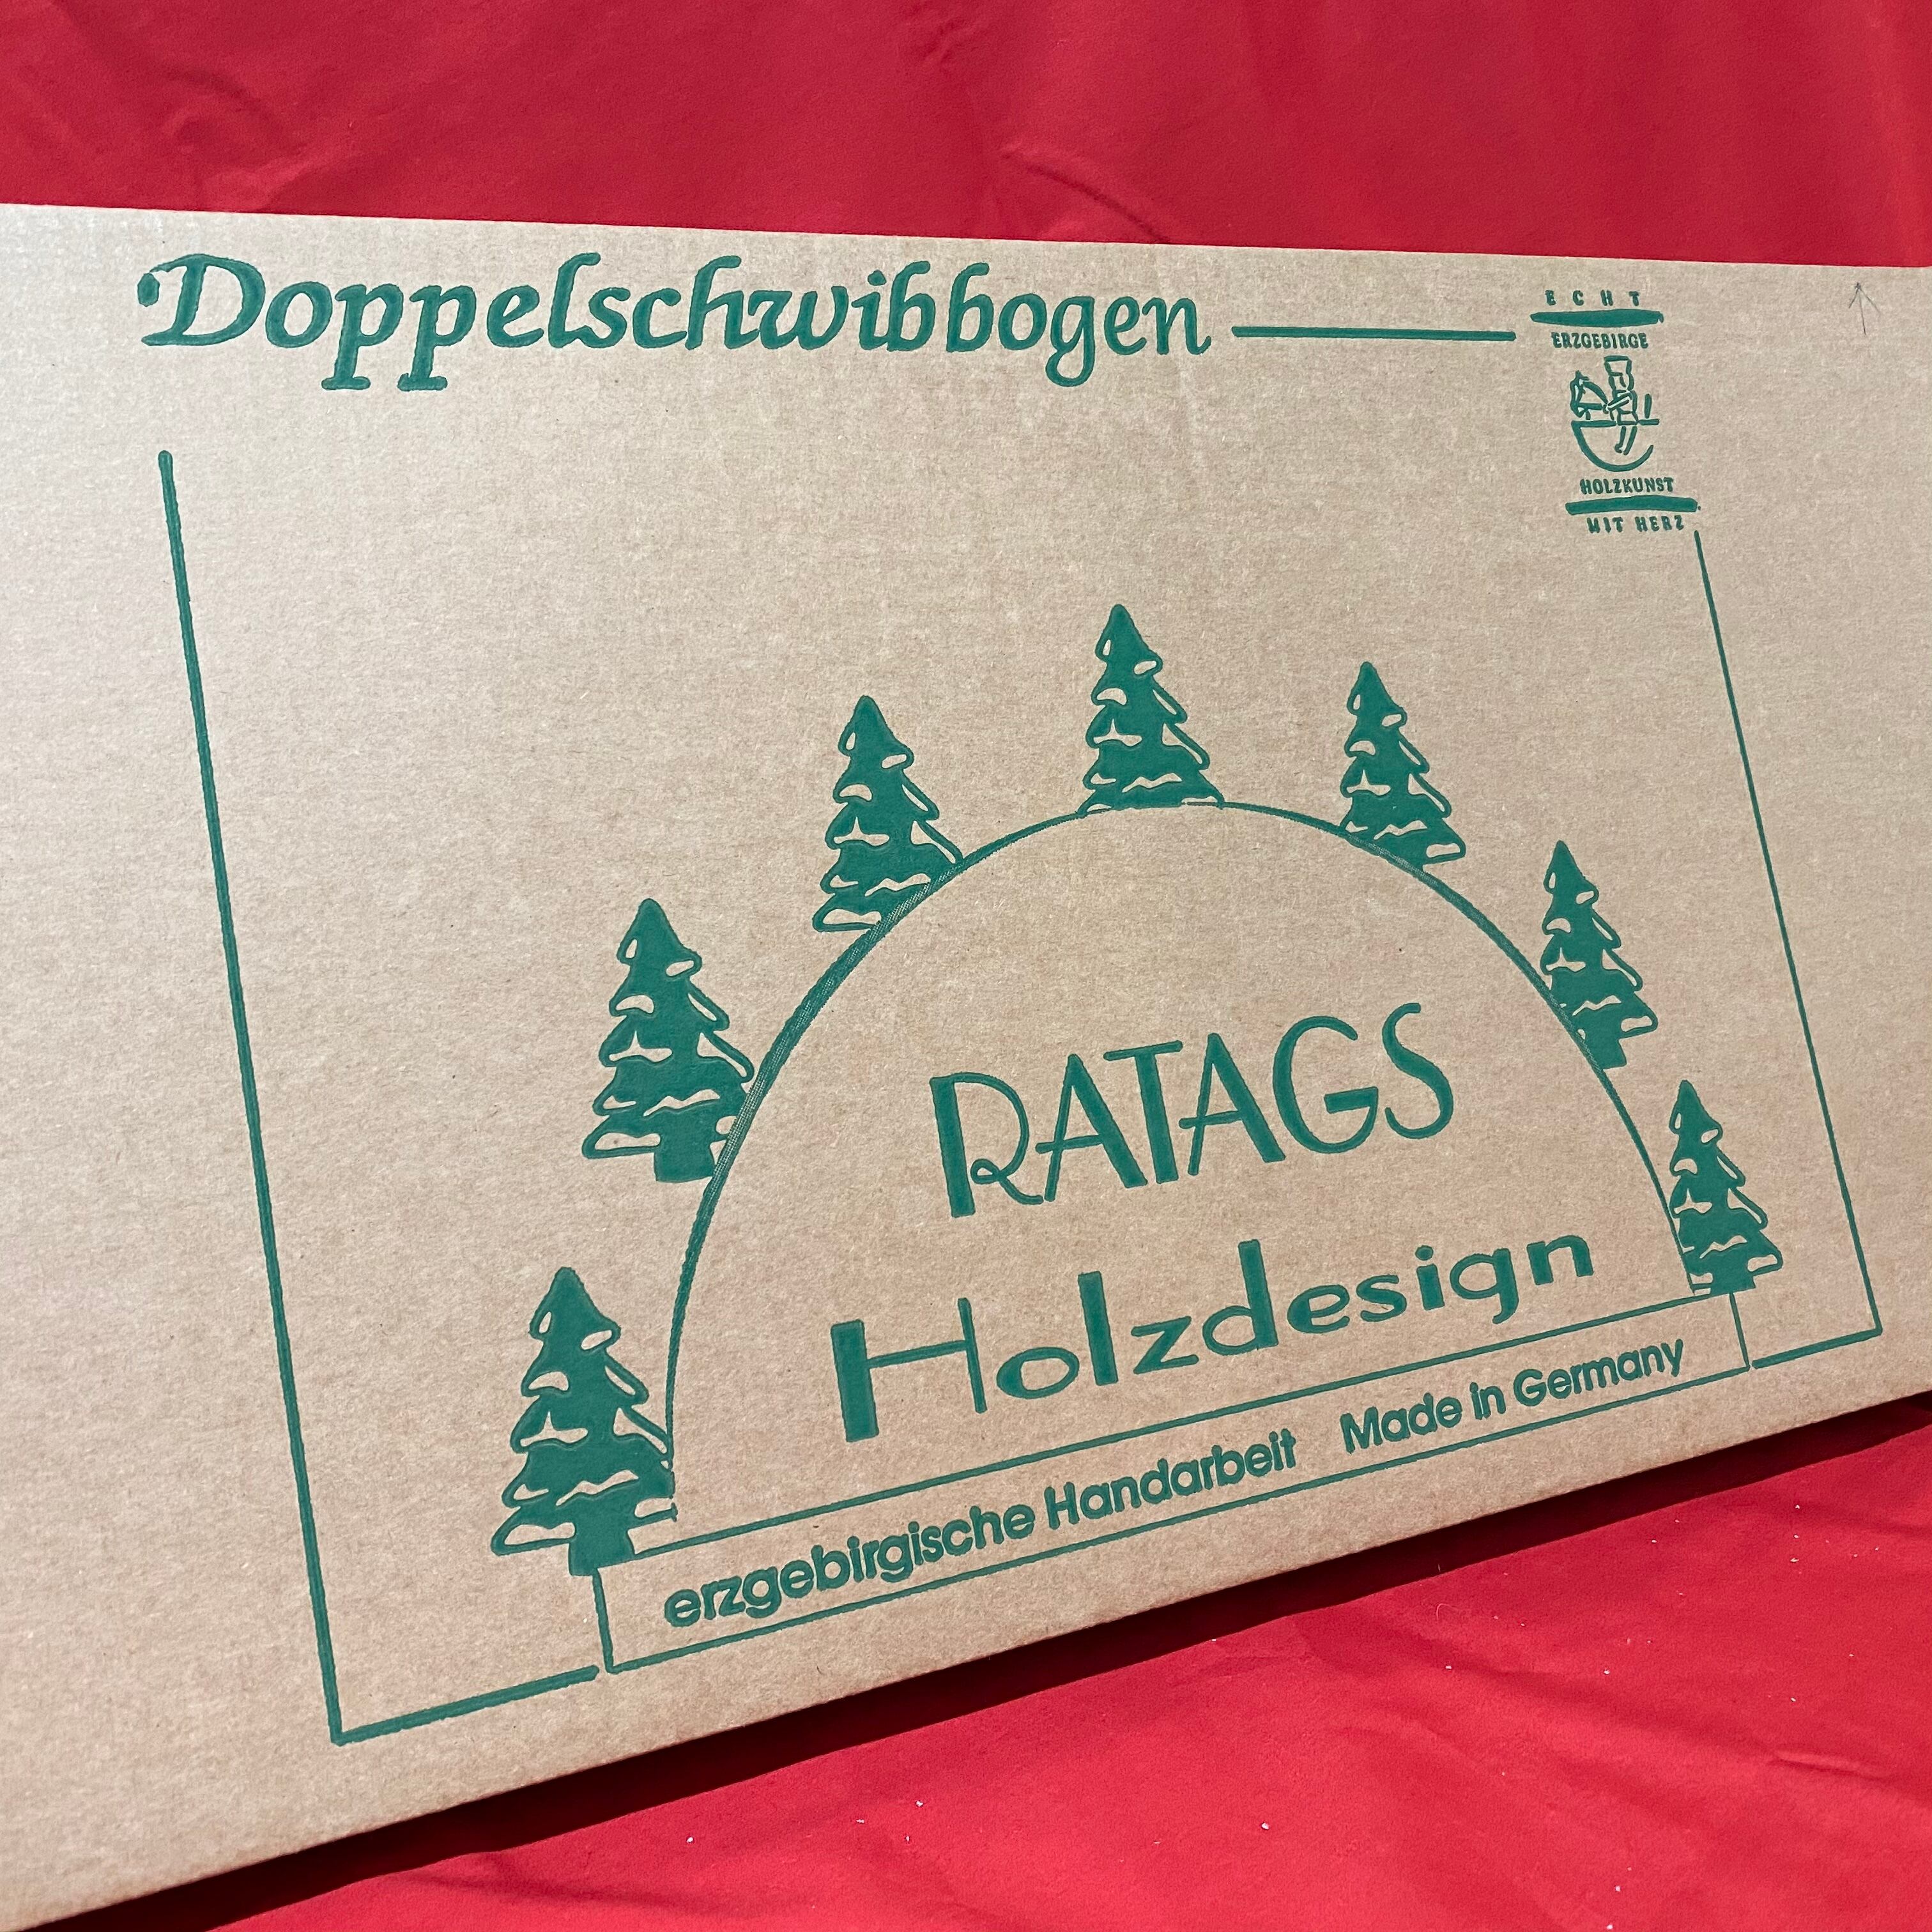 Doppelschwibbogen
ECHT
ERZGEBIRGE
HOLZKUNST
MIT HERZ
RATAGS
Holzdesign
erzgebirgische Handarbeit Made in Germany